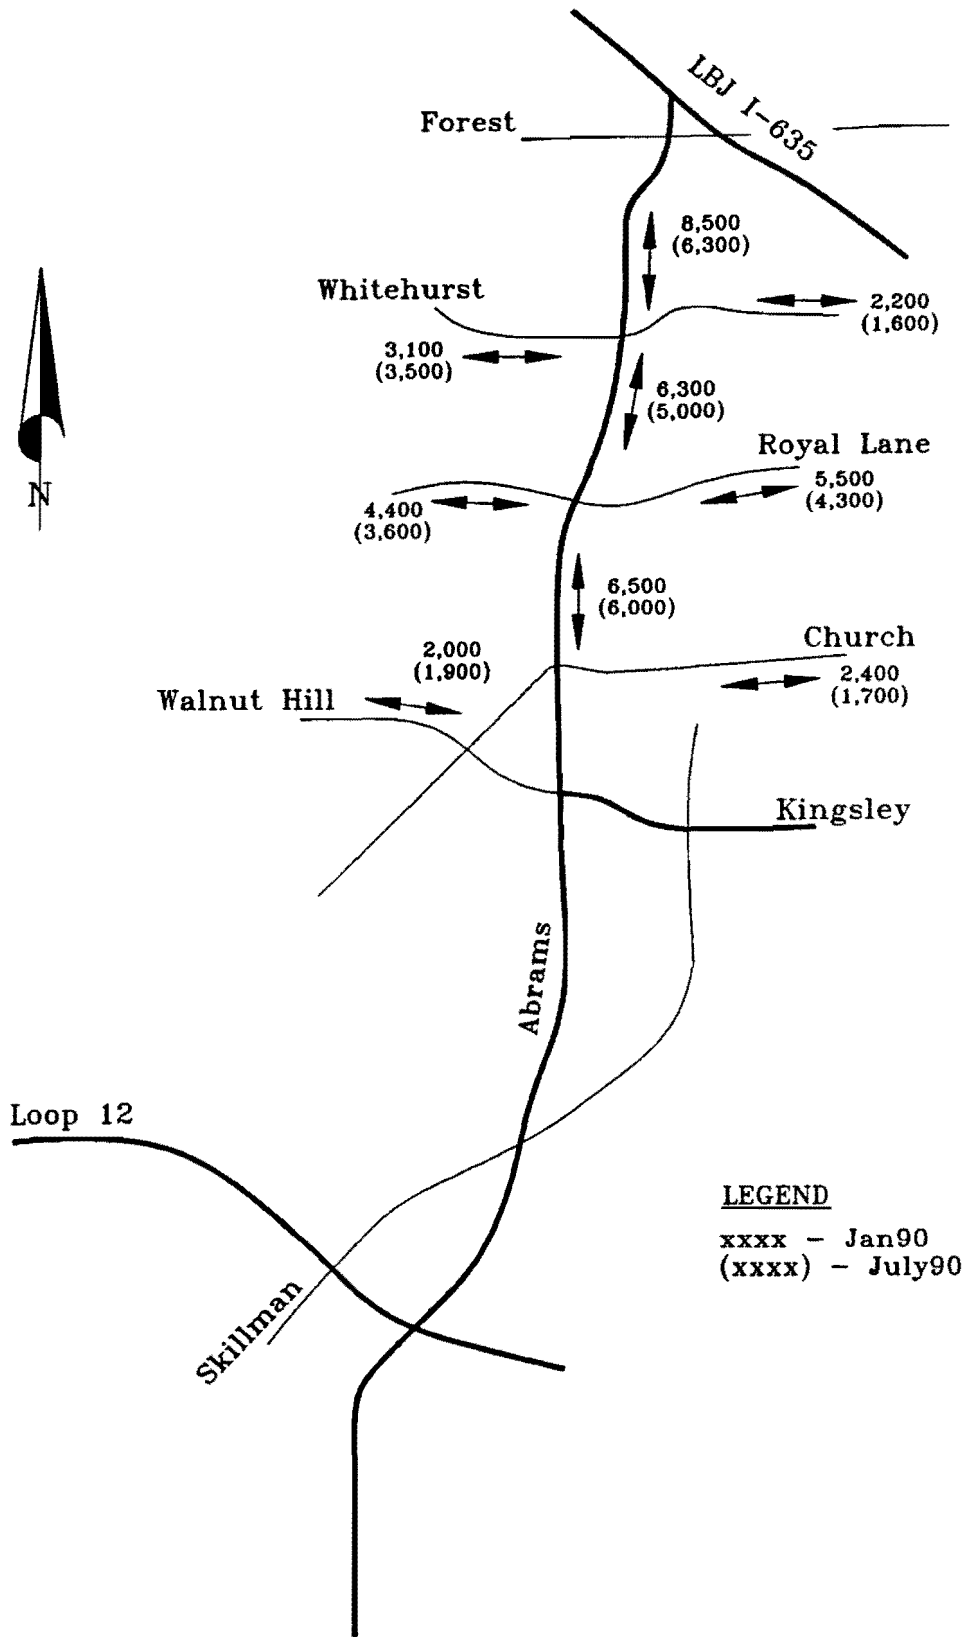 LBJ I-635
Forest
8,500
(6,300)
Whitehurst
2,200
(1,600)
3,100
(3,500)
6,300
(5,000)
Royal Lane
5,500
(4,300)
4,400
(3,600)
N
6,500
(6,000)
Church
2,000
(1,900)
2,400
(1,700)
Walnut Hill
Kingsley
Abrams
Loop 12
LEGEND
xxxx - Jan90
(xxxx) - July90
Skillman